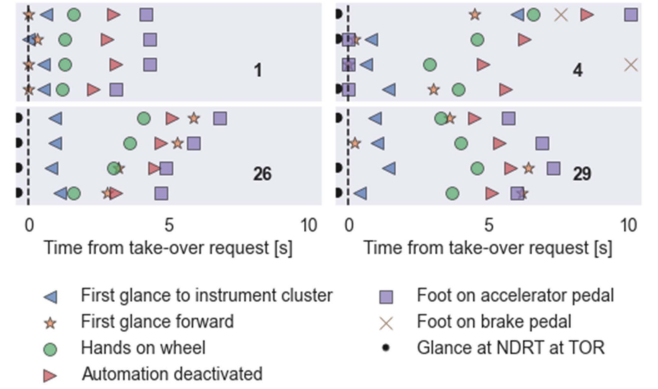 1
4
26
29
0 5 10 0 5 10
Time from take-over request [s] Time from take-over request [s]
First glance to instrument cluster Foot on accelerator pedal
First glance forward Foot on brake pedal
Hands on wheel Glance at NDRT at TOR
Automation deactivated